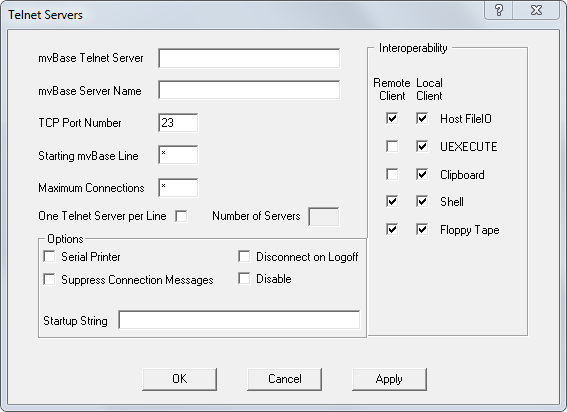 Telnet Servers
mvBase Telnet Server
mvBase Server Name
TCP Port Number 23
Starting mvBase Line *
Maximum Connections *
One Telnet Server per Line Number of Servers
Options
Serial Printer Disconnect on Logoff
Suppress Connection Messages Disable
Startup String
Interoperability
Remote Client Local Client
Host FileIO
UEXECUTE
Clipboard
Shell
Floppy Tape
OK Cancel Apply